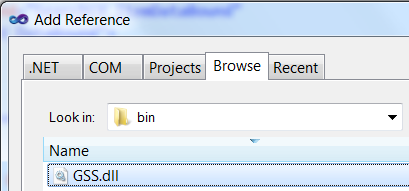 Add Reference
.NET COM Projects Browse Recent
Look in: bin
Name
GSS.dll